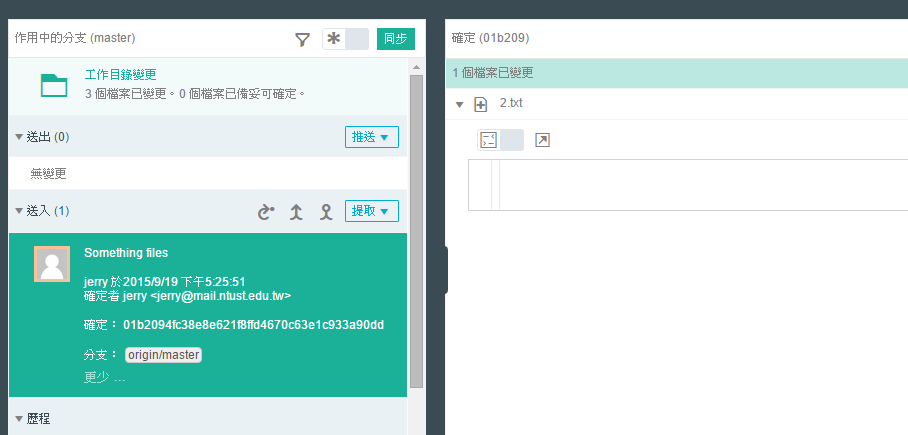 作用中的分支 (master)
同步
工作目錄變更
3 個檔案已變更。0 個檔案已備妥可確定。
送出 (0)
推送
無變更
送入 (1)
提取
Something files
jerry 於2015/9/19 下午5:25:51
確定者 jerry <jerry@mail.ntust.edu.tw>
確定： 01b2094fc38e8e621f8ffd4670c63e1c933a90dd
分支： origin/master
更少 ...
歷程
確定 (01b209)
1 個檔案已變更
2.txt